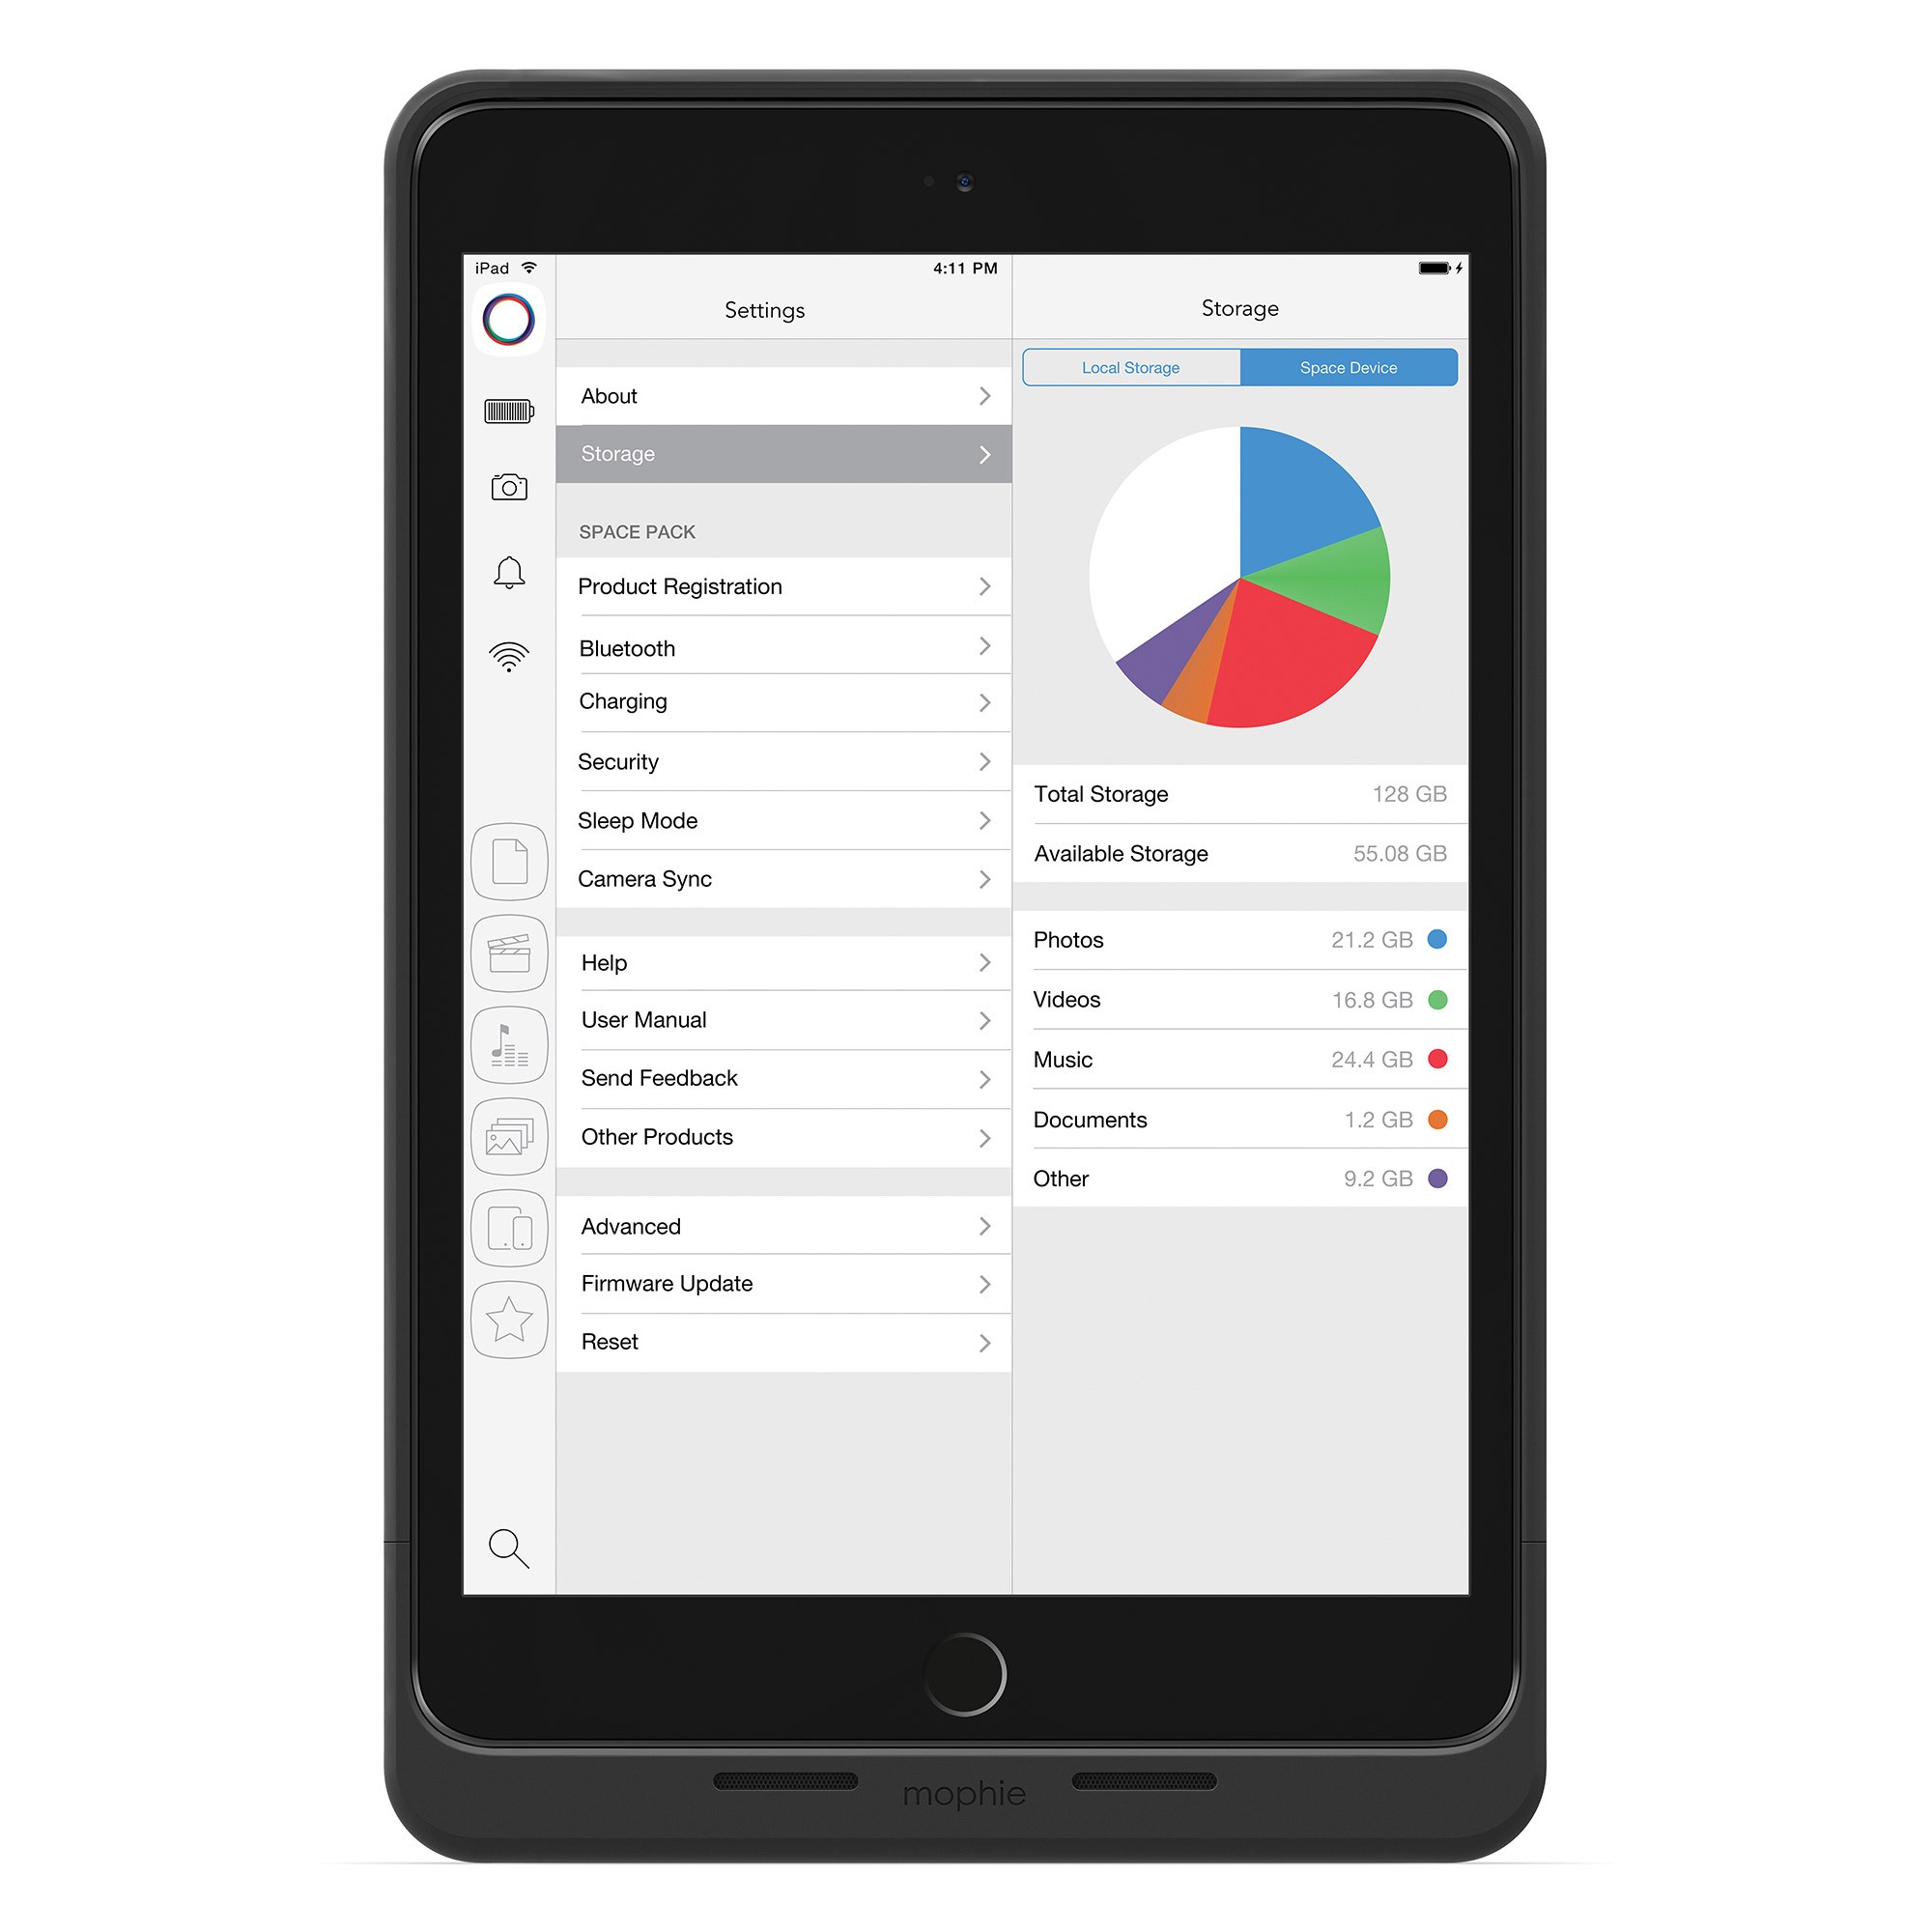 iPad
4:11 PM
Settings
About
Storage
SPACE PACK
Product Registration
Bluetooth
Charging
Security
Sleep Mode
Camera Sync
Help
User Manual
Send Feedback
Other Products
Advanced
Firmware Update
Reset
Storage
Local Storage
Space Device
Total Storage 128 GB
Available Storage 55.08 GB
Photos 21.2 GB
Videos 16.8 GB
Music 24.4 GB
Documents 1.2 GB
Other 9.2 GB
mophie